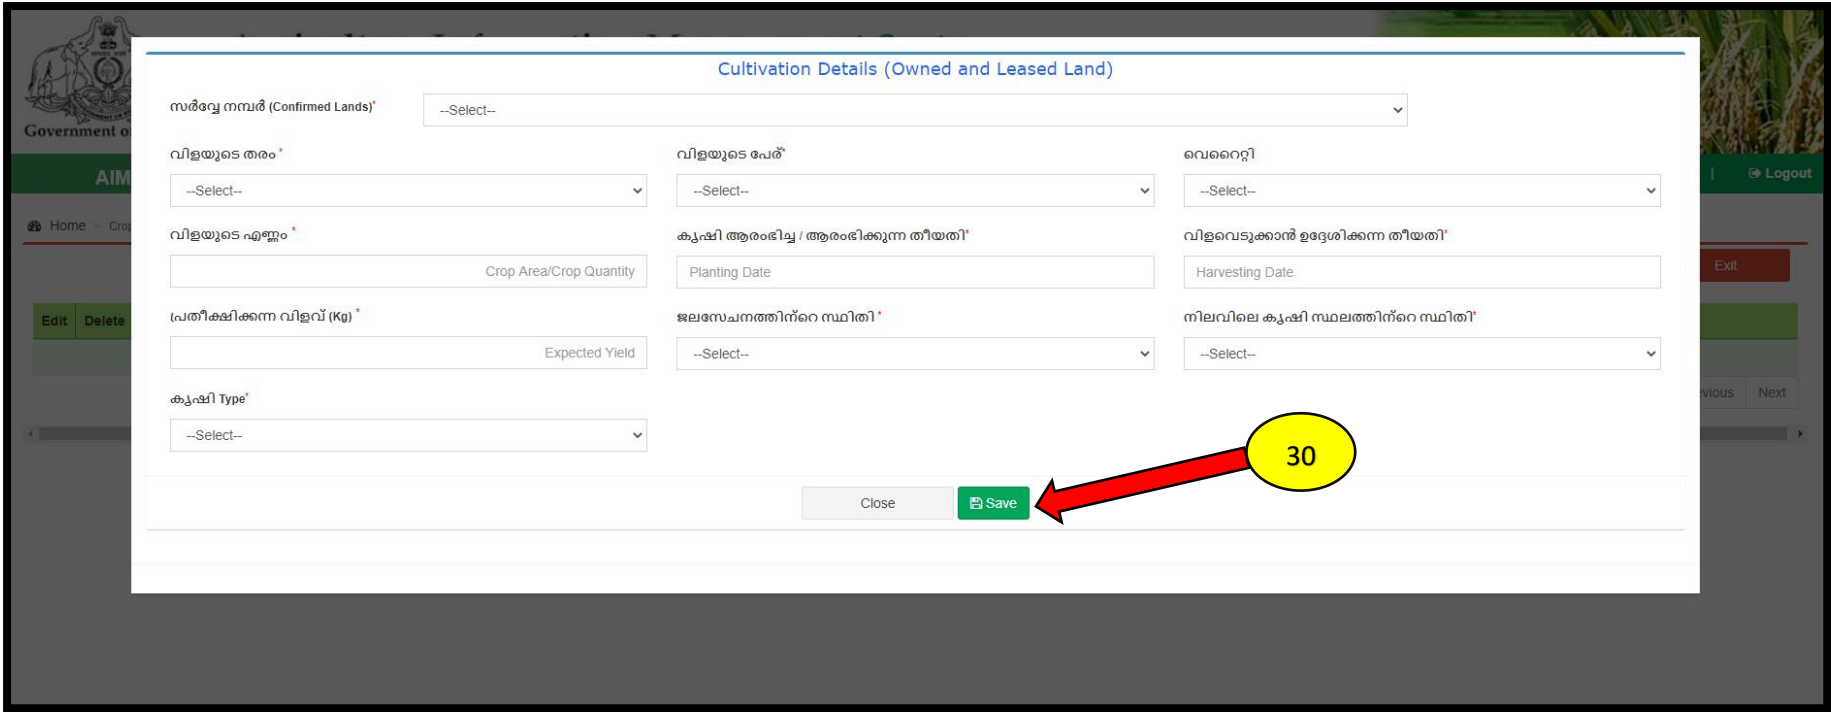 Cultivation Details (Owned and Leased Land)
സർവ്വേ നമ്പർ (Confirmed Lands)*
--Select--
വിളയുടെ തരം * വിളയുടെ പേര്* വെറൈറ്റി
--Select-- --Select-- --Select--
വിളയുടെ എണ്ണം * കൃഷി ആരംഭിച്ച / ആരംഭിക്കുന്ന തീയതി* വിളവെടുക്കാൻ ഉദ്ദേശിക്കുന്ന തീയതി*
Crop Area/Crop Quantity Planting Date Harvesting Date
പ്രതീക്ഷിക്കുന്ന വിളവ് (Kg) * ജലസേചനത്തിന്റെ സ്ഥിതി * നിലവിലെ കൃഷി സ്ഥലത്തിന്റെ സ്ഥിതി*
Expected Yield --Select-- --Select--
കൃഷി Type*
--Select--
30
Close Save
Government
AIM
Logout
Home > Crop
Exit
Edit Delete
Next